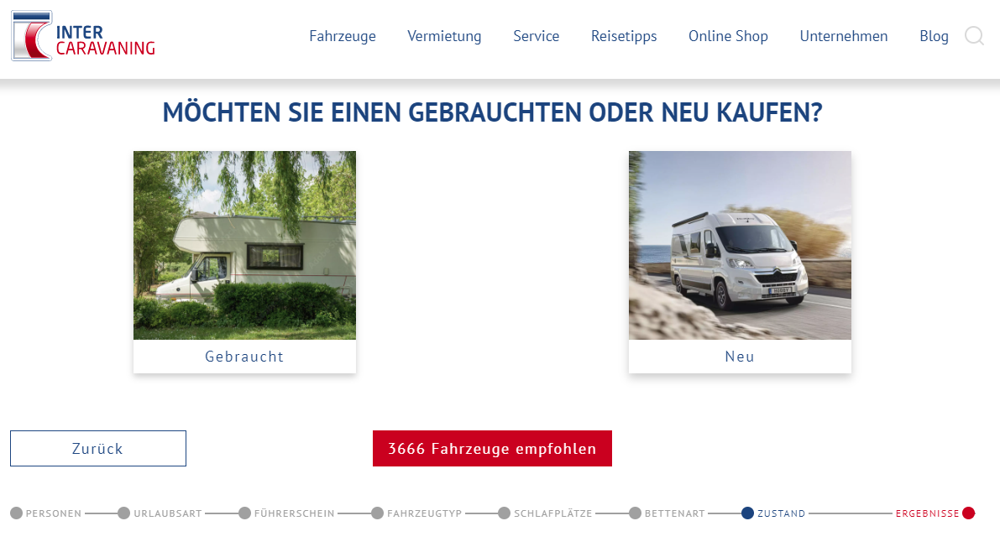 INTER
CARAVANING
Fahrzeuge Vermietung Service Reisetipps Online Shop Unternehmen Blog
MÖCHTEN SIE EINEN GEBRAUCHTEN ODER NEU KAUFEN?
Gebraucht Neu
Zurück 3666 Fahrzeuge empfohlen
PERSONEN URLAUBSART FÜHRERSCHEIN FAHRZEUGTYP SCHLAFPLÄTZE BETTENART ZUSTAND ERGEBNISSE